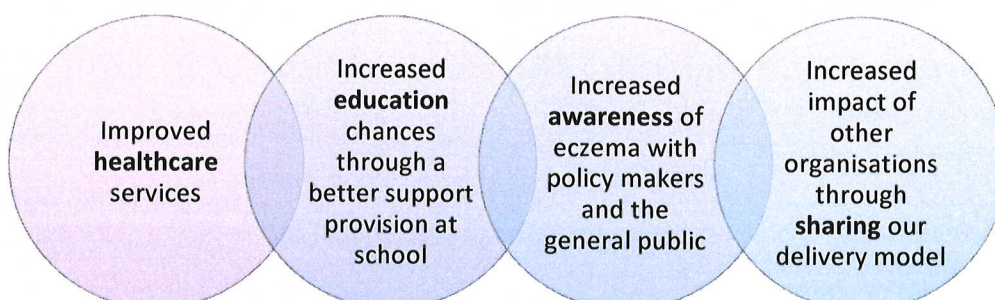 Improved
healthcare
services
Increased
education
chances
through a
better support
provision at
school
Increased
awareness of
eczema with
policy makers
and the
general public
Increased
impact of
other
organisations
through
sharing our
delivery model